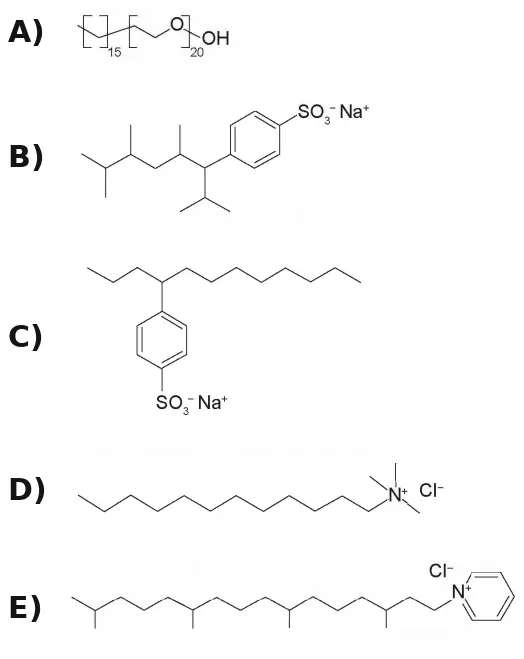 A)
O
OH
15
20
B)
SO₃⁻ Na⁺
C)
SO₃⁻ Na⁺
D)
N⁺
Cl⁻
E)
Cl⁻
N⁺